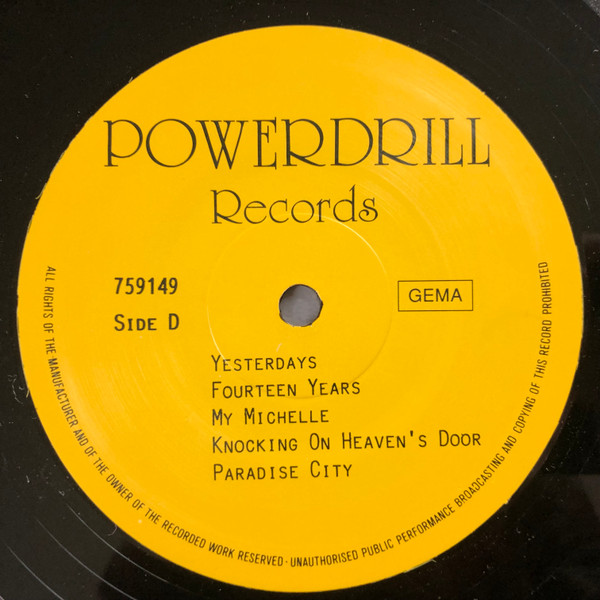 POWERDRILL
Records
759149
GEMA
SIDE D
YESTERDAYS
FOURTEEN YEARS
MY MICHELLE
KNOCKING ON HEAVEN'S DOOR
PARADISE CITY
ALL RIGHTS OF THE MANUFACTURER AND OF THE OWNER OF THE RECORDED WORK RESERVED · UNAUTHORISED PUBLIC PERFORMANCE BROADCASTING AND COPYING OF THIS RECORD PROHIBITED